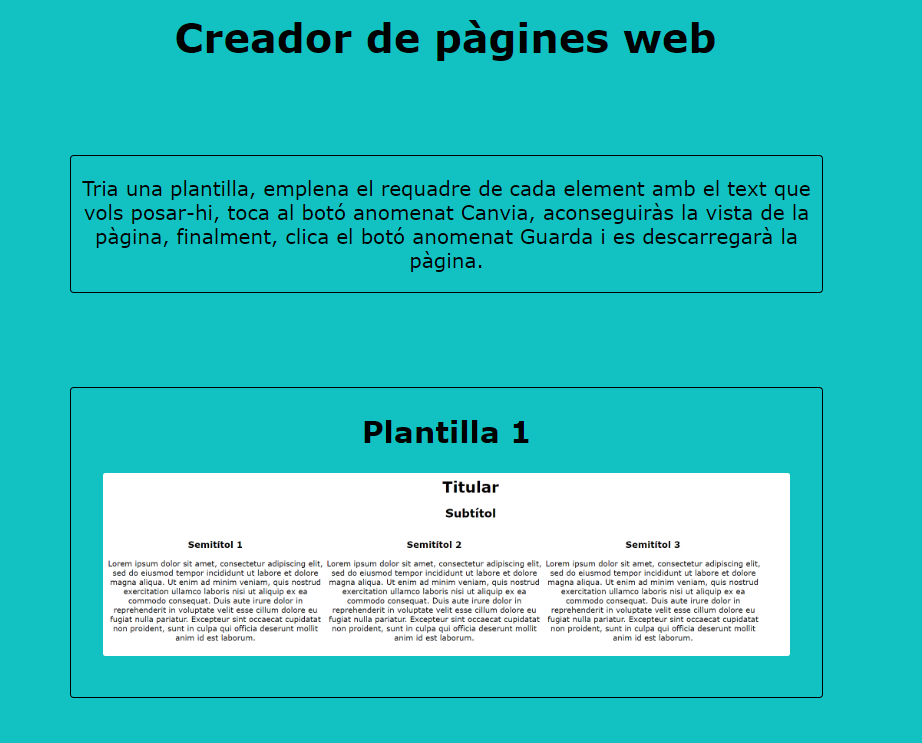 Creador de pàgines web
Tria una plantilla, emplena el requadre de cada element amb el text que
vols posar-hi, toca al botó anomenat Canvia, aconseguiràs la vista de la
pàgina, finalment, clica el botó anomenat Guarda i es descarregarà la
pàgina.
Plantilla 1
Titular
Subtítol
Semitítol 1
Lorem ipsum dolor sit amet, consectetur adipiscing elit,
sed do eiusmod tempor incididunt ut labore et dolore
magna aliqua. Ut enim ad minim veniam, quis nostrud
exercitation ullamco laboris nisi ut aliquip ex ea
commodo consequat. Duis aute irure dolor in
reprehenderit in voluptate velit esse cillum dolore eu
fugiat nulla pariatur. Excepteur sint occaecat cupidatat
non proident, sunt in culpa qui officia deserunt mollit
anim id est laborum.
Semitítol 2
Lorem ipsum dolor sit amet, consectetur adipiscing elit,
sed do eiusmod tempor incididunt ut labore et dolore
magna aliqua. Ut enim ad minim veniam, quis nostrud
exercitation ullamco laboris nisi ut aliquip ex ea
commodo consequat. Duis aute irure dolor in
reprehenderit in voluptate velit esse cillum dolore eu
fugiat nulla pariatur. Excepteur sint occaecat cupidatat
non proident, sunt in culpa qui officia deserunt mollit
anim id est laborum.
Semitítol 3
Lorem ipsum dolor sit amet, consectetur adipiscing elit,
sed do eiusmod tempor incididunt ut labore et dolore
magna aliqua. Ut enim ad minim veniam, quis nostrud
exercitation ullamco laboris nisi ut aliquip ex ea
commodo consequat. Duis aute irure dolor in
reprehenderit in voluptate velit esse cillum dolore eu
fugiat nulla pariatur. Excepteur sint occaecat cupidatat
non proident, sunt in culpa qui officia deserunt mollit
anim id est laborum.